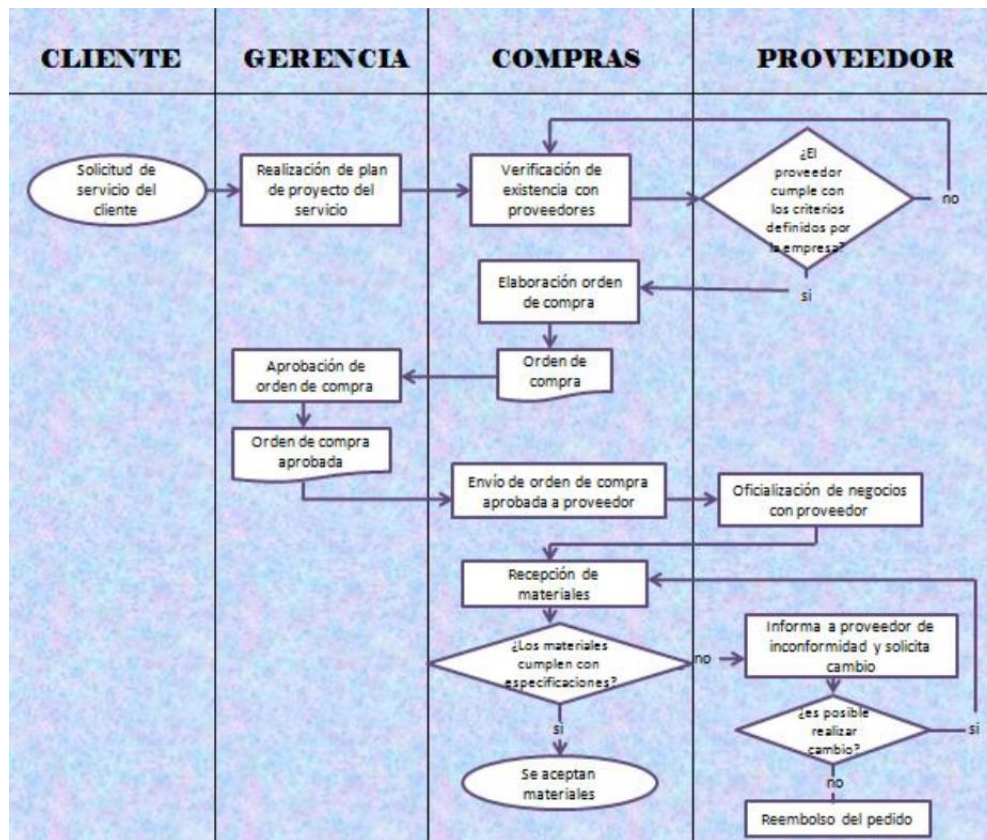 CLIENTE
GERENCIA
COMPRAS
PROVEEDOR
Solicitud de
servicio del
cliente
Realización de plan
de proyecto del
servicio
Verificación de
existencia con
proveedores
¿El
proveedor
cumple con
los criterios
definidos por
la empresa?
no
si
Elaboración orden
de compra
Orden de
compra
Aprobación de
orden de compra
Orden de compra
aprobada
Envío de orden de compra
aprobada a proveedor
Oficialización de negocios
con proveedor
Recepción de
materiales
¿Los materiales
cumplen con
especificaciones?
no
Informa a proveedor de
inconformidad y solicita
cambio
¿es posible
realizar
cambio?
si
si
no
Se aceptan
materiales
Reembolso del pedido